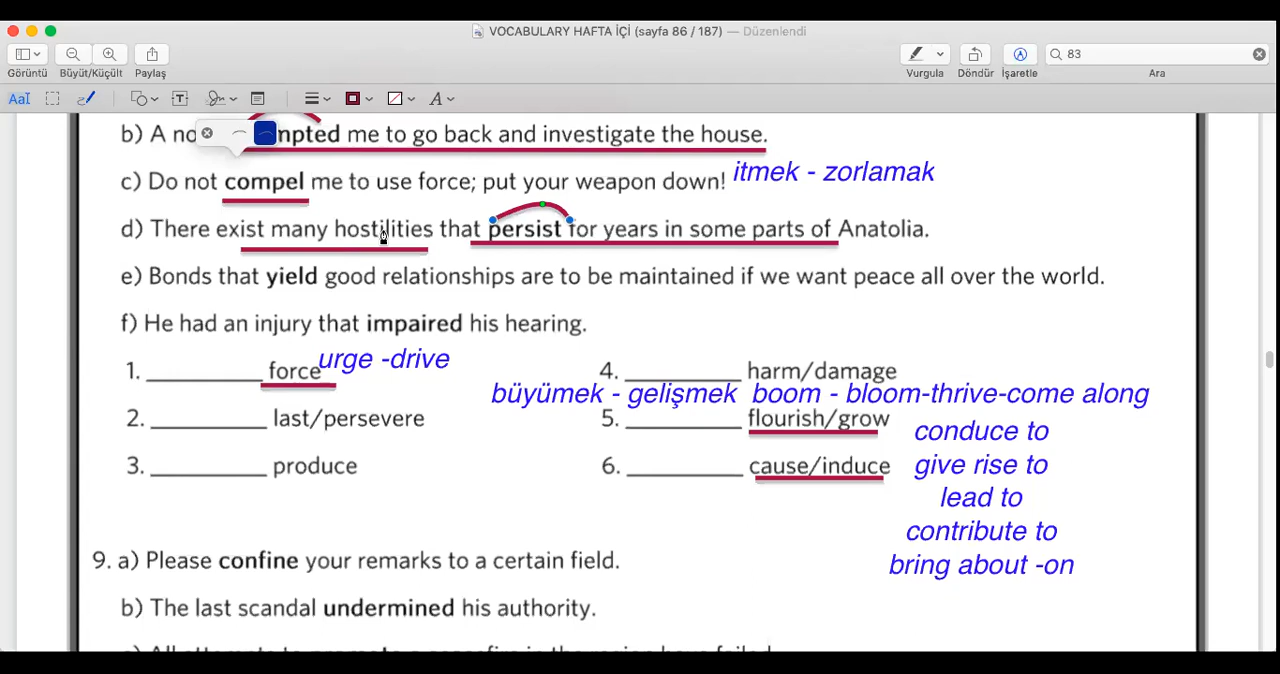 VOCABULARY HAFTA İÇİ (sayfa 86 / 187) — Düzenlendi
83
Görüntü Büyüt/Küçült Paylaş Vurgula Döndür İşaretle Ara
AaI T A
b) A no mpted me to go back and investigate the house.
c) Do not compel me to use force; put your weapon down! itmek - zorlamak
d) There exist many hostilities that persist for years in some parts of Anatolia.
e) Bonds that yield good relationships are to be maintained if we want peace all over the world.
f) He had an injury that impaired his hearing.
1. __________ force urge -drive 4. __________ harm/damage
büyümek - gelişmek boom - bloom-thrive-come along
2. __________ last/persevere 5. __________ flourish/grow
conduce to
3. __________ produce 6. __________ cause/induce give rise to
lead to
contribute to
bring about -on
9. a) Please confine your remarks to a certain field.
b) The last scandal undermined his authority.